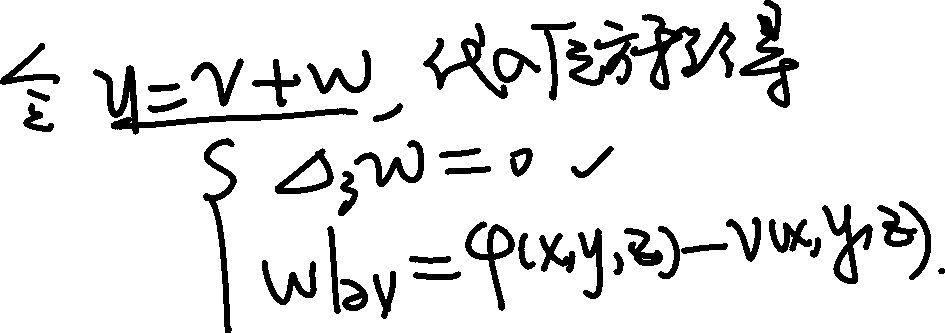 令 u=v+w, 代入原方程得
{ Δ₃w=0 ✓
w|∂V=φ(x,y,z)-v(x,y,z).